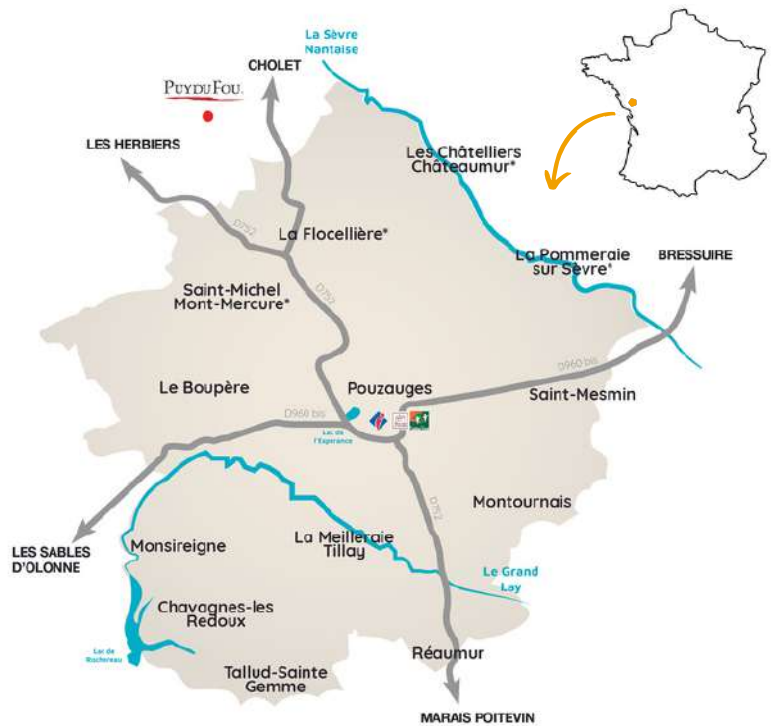 La Sèvre
Nantaise
CHOLET
PUY DU FOU
LES HERBIERS
Les Châtelliers
Châteaumur*
D752
La Flocellière*
La Pommeraie
sur Sèvre*
BRESSUIRE
Saint-Michel
Mont-Mercure*
D752
D960 bis
Le Boupère
Pouzauges
Saint-Mesmin
D960 bis
Lac de
l'Espérance
D752
Montournais
LES SABLES
D'OLONNE
Monsireigne
La Meilleraie
Tillay
Le Grand
Lay
Chavagnes-les
Redoux
Lac de
Rochereau
Réaumur
Tallud-Sainte
Gemme
MARAIS POITEVIN